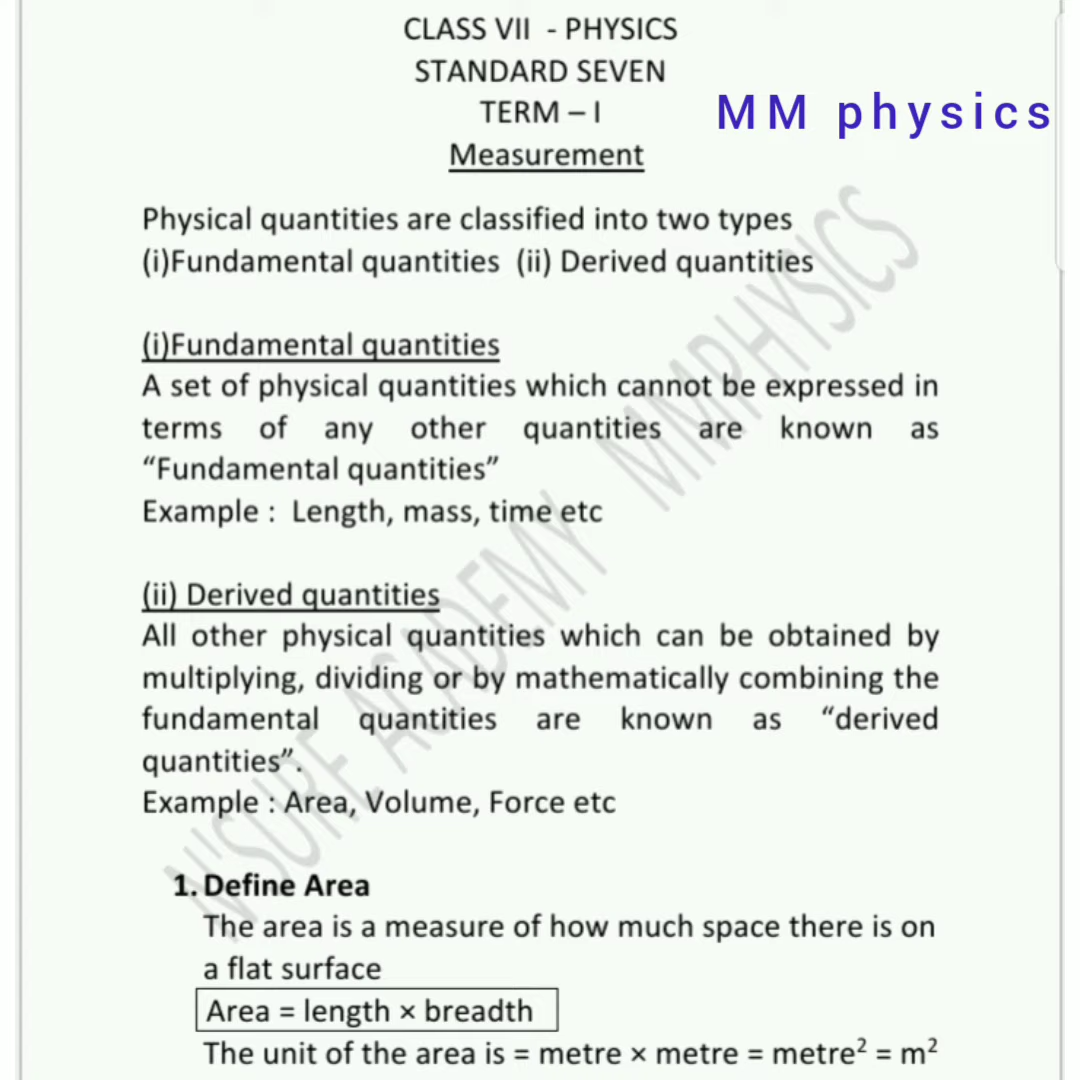 CLASS VII - PHYSICS
STANDARD SEVEN
TERM – I
MM physics
Measurement
Physical quantities are classified into two types
(i)Fundamental quantities (ii) Derived quantities
(i)Fundamental quantities
A set of physical quantities which cannot be expressed in
terms of any other quantities are known as
“Fundamental quantities”
Example : Length, mass, time etc
(ii) Derived quantities
All other physical quantities which can be obtained by
multiplying, dividing or by mathematically combining the
fundamental quantities are known as “derived
quantities”.
Example : Area, Volume, Force etc
1. Define Area
The area is a measure of how much space there is on
a flat surface
Area = length × breadth
The unit of the area is = metre × metre = metre² = m²
N'SURE ACADEMY MMPHYSICS